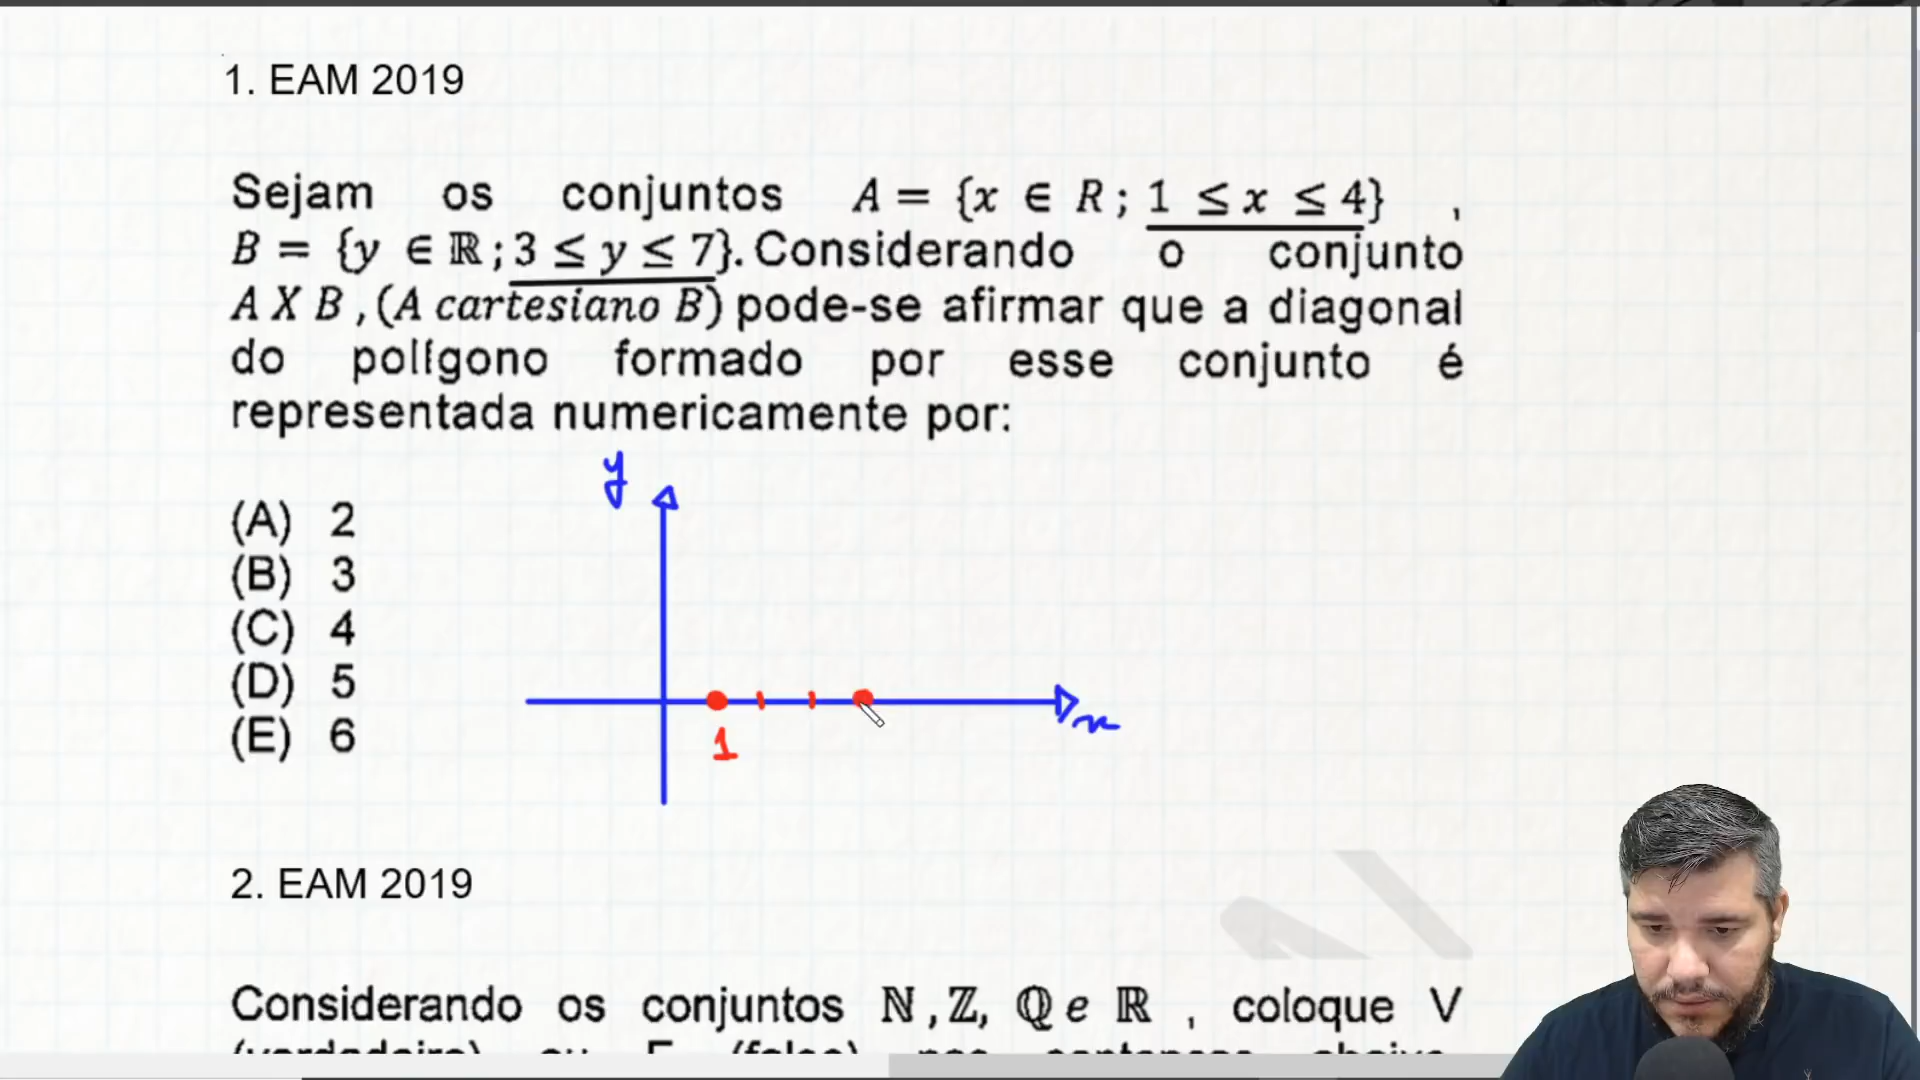 1. EAM 2019
Sejam os conjuntos A = {x ∈ R ; 1 ≤ x ≤ 4} ,
B = {y ∈ ℝ ; 3 ≤ y ≤ 7}. Considerando o conjunto
A X B , (A cartesiano B) pode-se afirmar que a diagonal
do polígono formado por esse conjunto é
representada numericamente por:
y
(A) 2
(B) 3
(C) 4
(D) 5
(E) 6
x
1
2. EAM 2019
Considerando os conjuntos ℕ , ℤ, ℚ e ℝ , coloque V